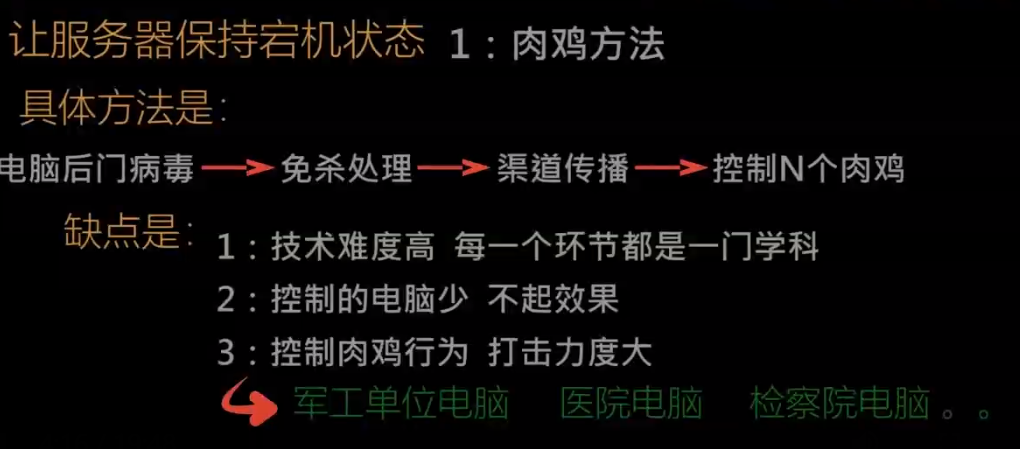 让服务器保持宕机状态 1：肉鸡方法
具体方法是：
电脑后门病毒 免杀处理 渠道传播 控制N个肉鸡
缺点是：
1：技术难度高 每一个环节都是一门学科
2：控制的电脑少 不起效果
3：控制肉鸡行为 打击力度大
军工单位电脑 医院电脑 检察院电脑。。